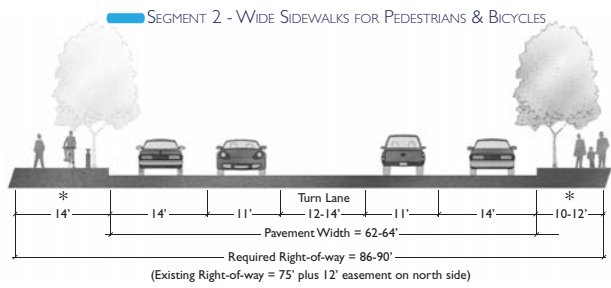 SEGMENT 2 - WIDE SIDEWALKS FOR PEDESTRIANS & BICYCLES
* Turn Lane *
14' 14' 11' 12-14' 11' 14' 10-12'
Pavement Width = 62-64'
Required Right-of-way = 86-90'
(Existing Right-of-way = 75' plus 12' easement on north side)